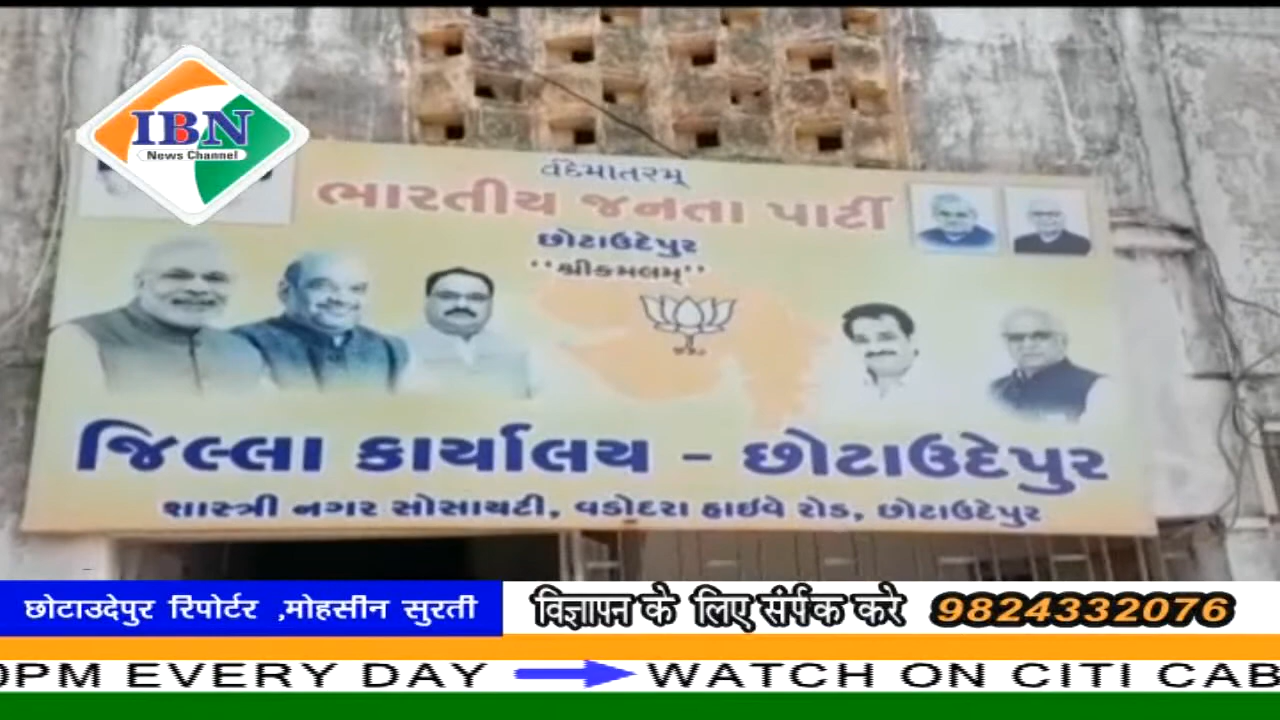 IBN
News Channel
વંદેમાતરમ્
ભારતીય જનતા પાર્ટી
છોટાઉદેપુર
"શ્રીકમલમ્"
જિલ્લા કાર્યાલય - છોટાઉદેપુર
શાસ્ત્રી નગર સોસાયટી, વડોદરા હાઈવે રોડ, છોટાઉદેપુર
छोटाउदेपुर रिपोर्टर ,मोहसीन सुरती
विज्ञापन के लिए संर्पक करे 9824332076
0PM EVERY DAY WATCH ON CITI CAB